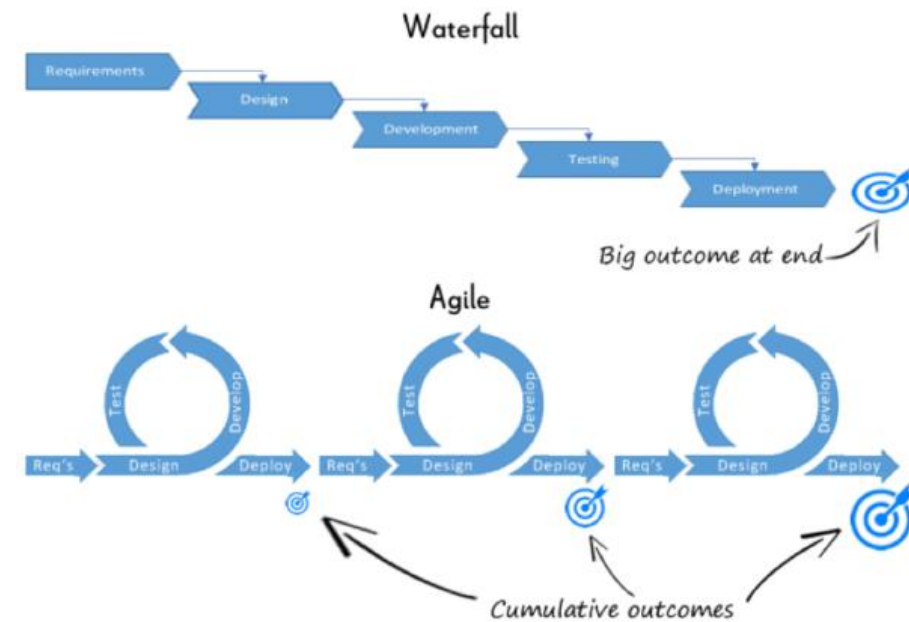 Waterfall
Requirements
Design
Development
Testing
Deployment
Big outcome at end
Agile
Test
Develop
Req's
Design
Deploy
Test
Develop
Req's
Design
Deploy
Test
Develop
Req's
Design
Deploy
Cumulative outcomes